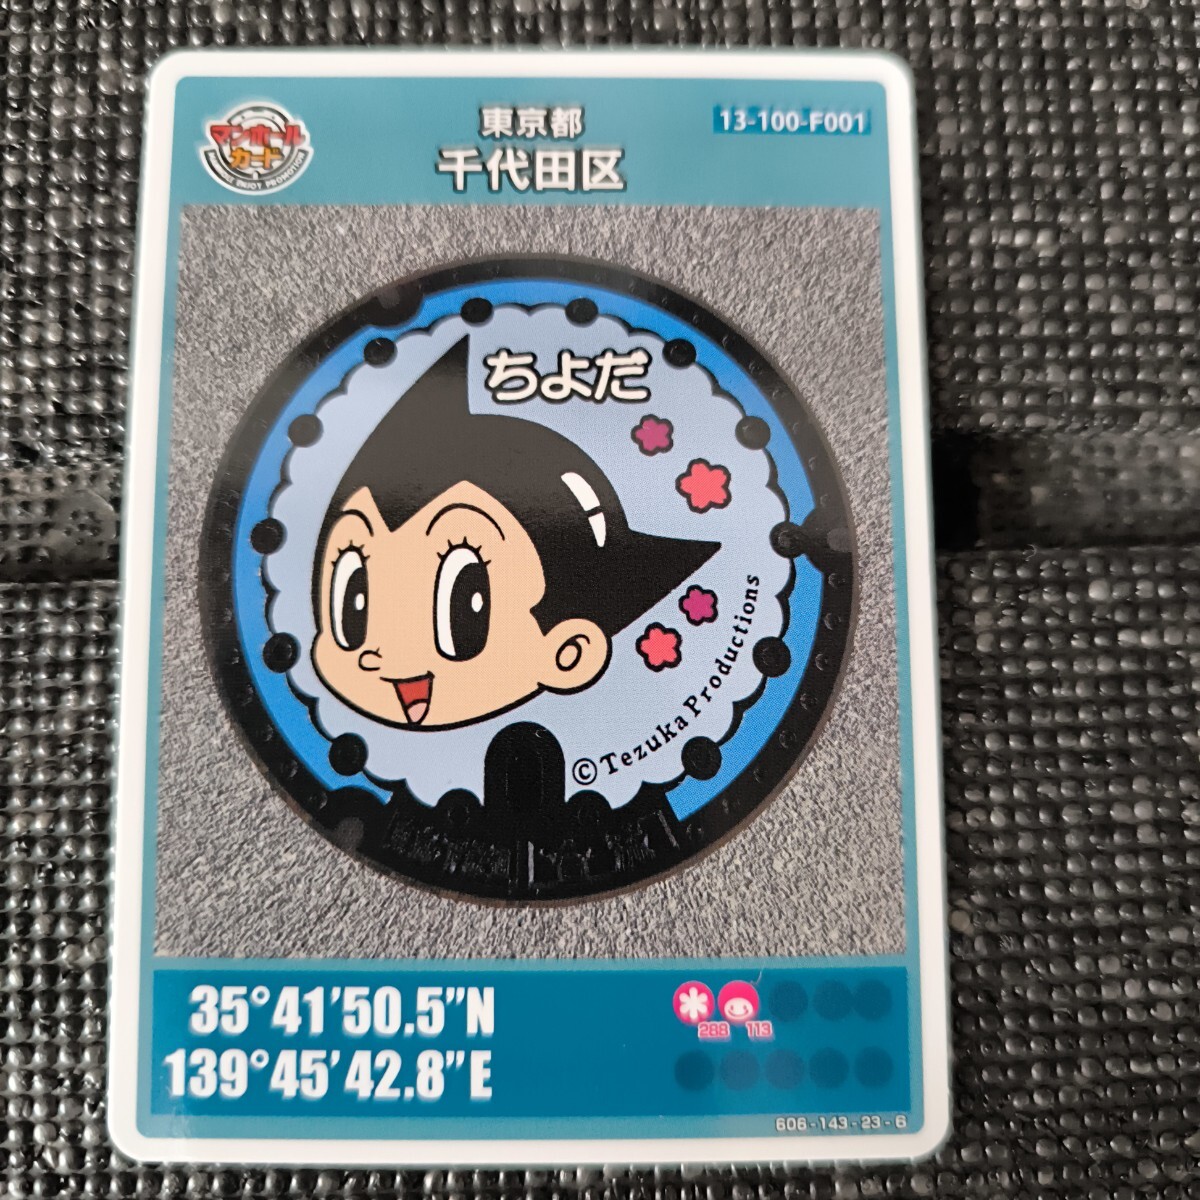 マンホール
カード
東京都
千代田区
13-100-F001
ちよだ
©Tezuka Productions
35°41'50.5"N
139°45'42.8"E
288 113
606-143-23-6